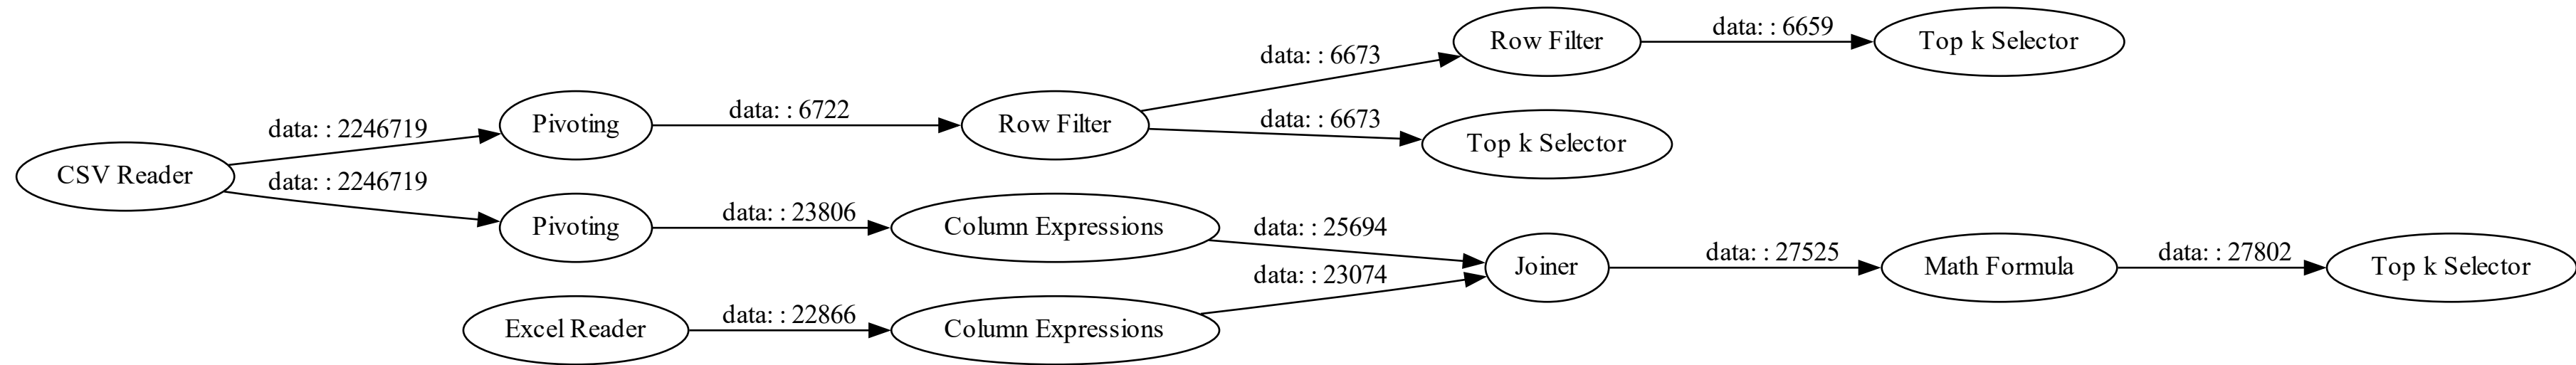 Row Filter
data: : 6659
Top k Selector
data: : 6673
Pivoting
data: : 6722
Row Filter
data: : 6673
Top k Selector
data: : 2246719
CSV Reader
data: : 2246719
Pivoting
data: : 23806
Column Expressions
data: : 25694
Joiner
data: : 27525
Math Formula
data: : 27802
Top k Selector
data: : 23074
Excel Reader
data: : 22866
Column Expressions